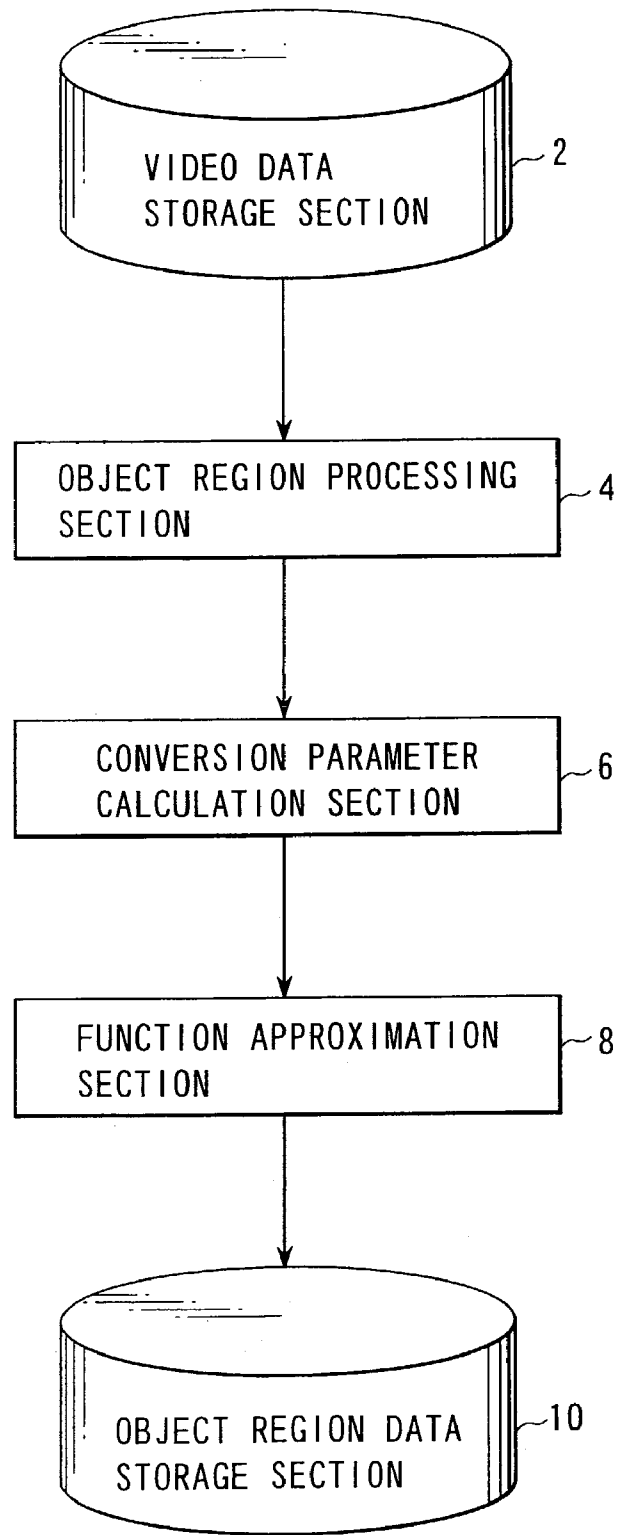 VIDEO DATA
STORAGE SECTION
2
OBJECT REGION PROCESSING
SECTION
4
CONVERSION PARAMETER
CALCULATION SECTION
6
FUNCTION APPROXIMATION
SECTION
8
OBJECT REGION DATA
STORAGE SECTION
10